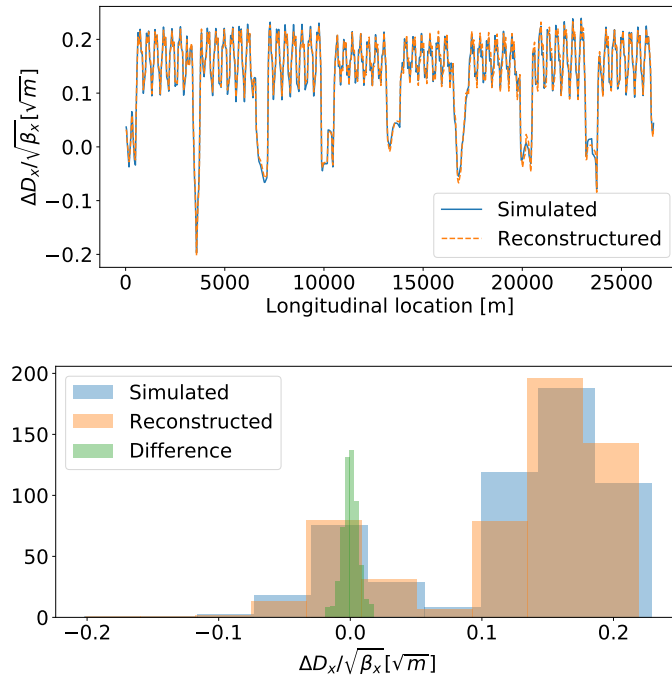 0.2
0.1
0.0
−0.1
−0.2
ΔD_x/√β_x[√m]
Simulated
Reconstructured
0 5000 10000 15000 20000 25000
Longitudinal location [m]
200
150
100
50
0
Simulated
Reconstructed
Difference
−0.2 −0.1 0.0 0.1 0.2
ΔD_x/√β_x[√m]